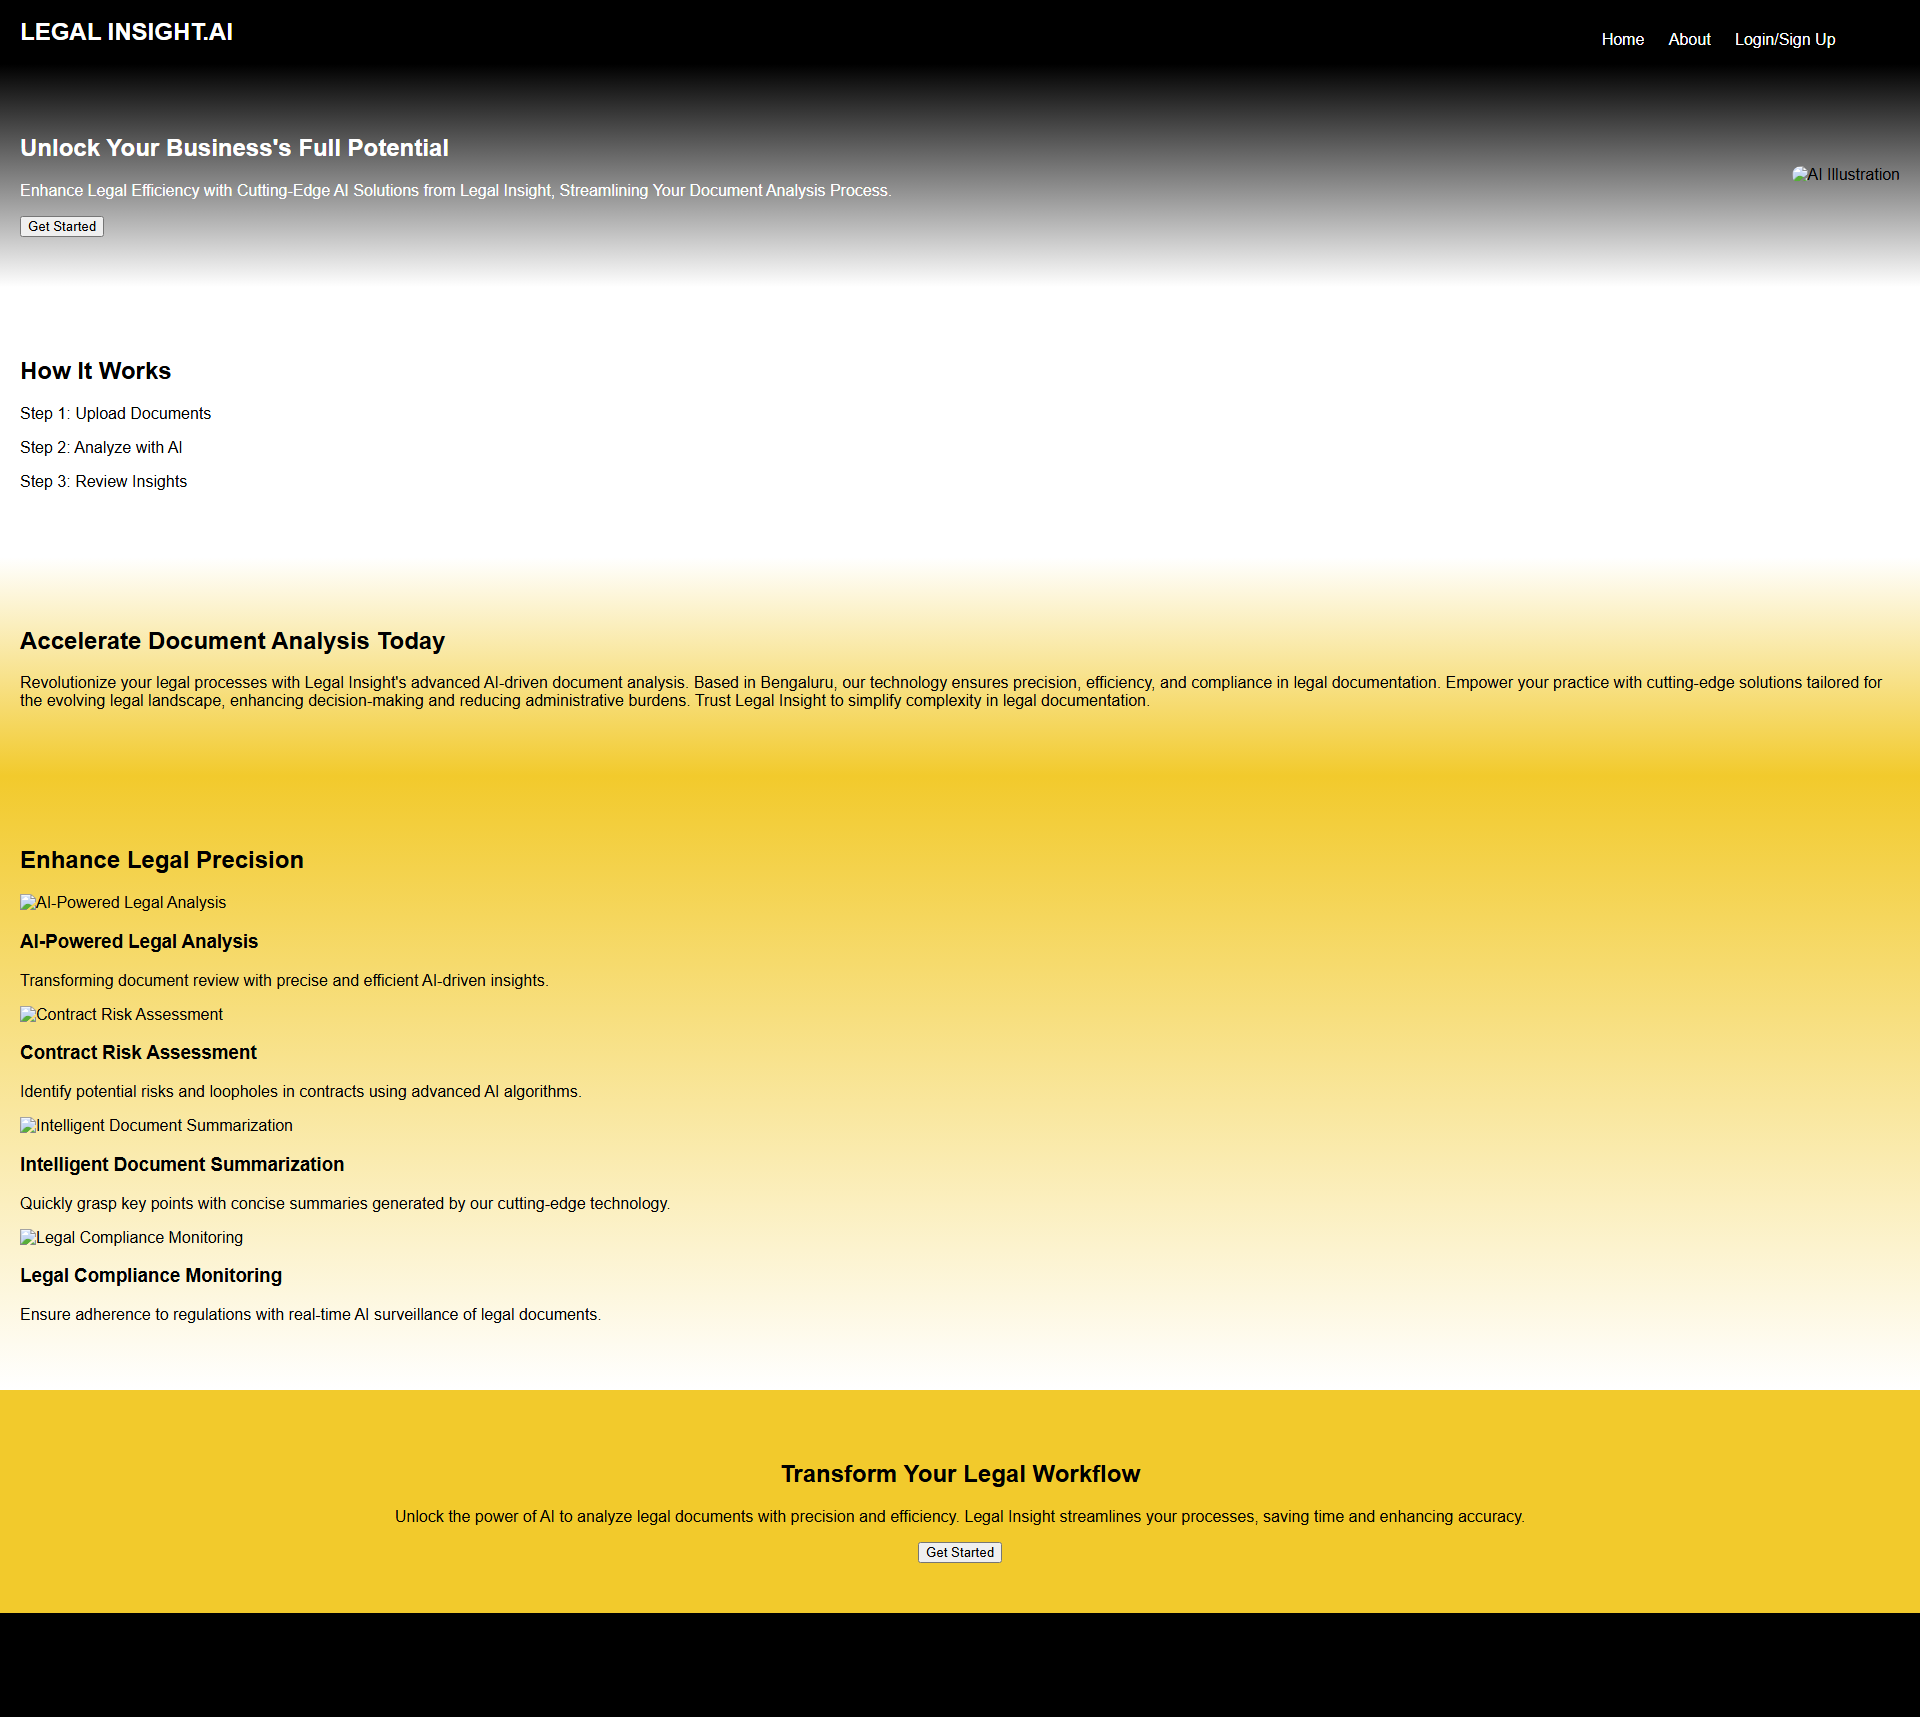 LEGAL INSIGHT.AI
Home About Login/Sign Up
Unlock Your Business's Full Potential
Enhance Legal Efficiency with Cutting-Edge AI Solutions from Legal Insight, Streamlining Your Document Analysis Process.
AI Illustration
Get Started
How It Works
Step 1: Upload Documents
Step 2: Analyze with AI
Step 3: Review Insights
Accelerate Document Analysis Today
Revolutionize your legal processes with Legal Insight's advanced AI-driven document analysis. Based in Bengaluru, our technology ensures precision, efficiency, and compliance in legal documentation. Empower your practice with cutting-edge solutions tailored for
the evolving legal landscape, enhancing decision-making and reducing administrative burdens. Trust Legal Insight to simplify complexity in legal documentation.
Enhance Legal Precision
AI-Powered Legal Analysis
AI-Powered Legal Analysis
Transforming document review with precise and efficient AI-driven insights.
Contract Risk Assessment
Contract Risk Assessment
Identify potential risks and loopholes in contracts using advanced AI algorithms.
Intelligent Document Summarization
Intelligent Document Summarization
Quickly grasp key points with concise summaries generated by our cutting-edge technology.
Legal Compliance Monitoring
Legal Compliance Monitoring
Ensure adherence to regulations with real-time AI surveillance of legal documents.
Transform Your Legal Workflow
Unlock the power of AI to analyze legal documents with precision and efficiency. Legal Insight streamlines your processes, saving time and enhancing accuracy.
Get Started